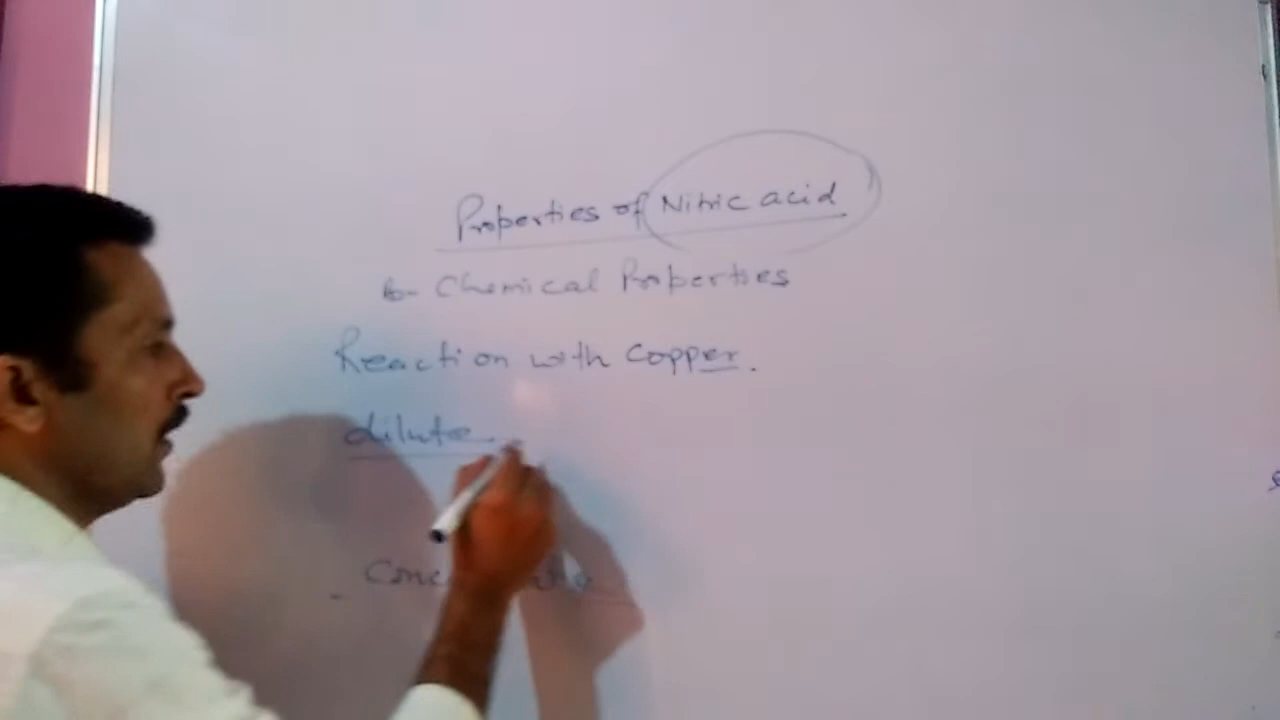 Properties of Nitric acid
Chemical Properties
Reaction with Copper.
dilute